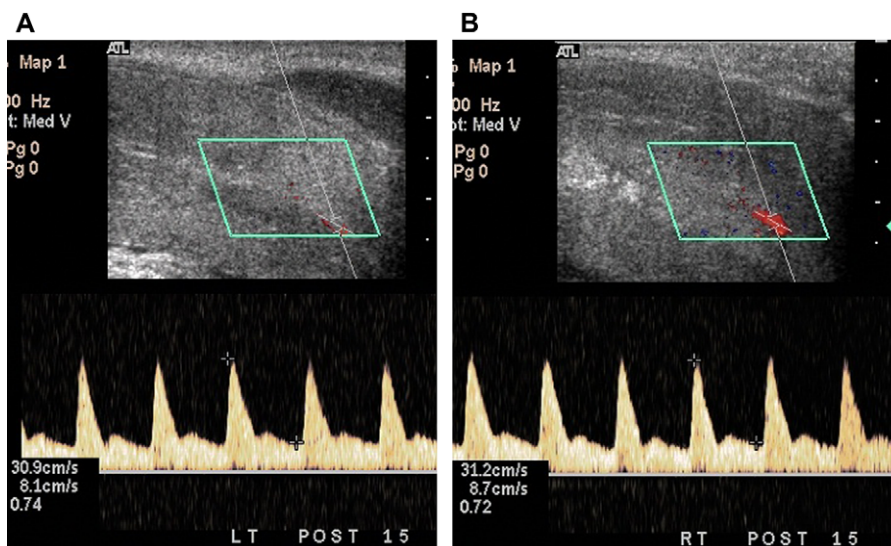 A
ATL
% Map 1
00 Hz
ot: Med V
Pg 0
Pg 0
30.9cm/s
8.1cm/s
0.74
LT POST 15
B
ATL
% Map 1
00 Hz
ot: Med V
Pg 0
Pg 0
31.2cm/s
8.7cm/s
0.72
RT POST 15